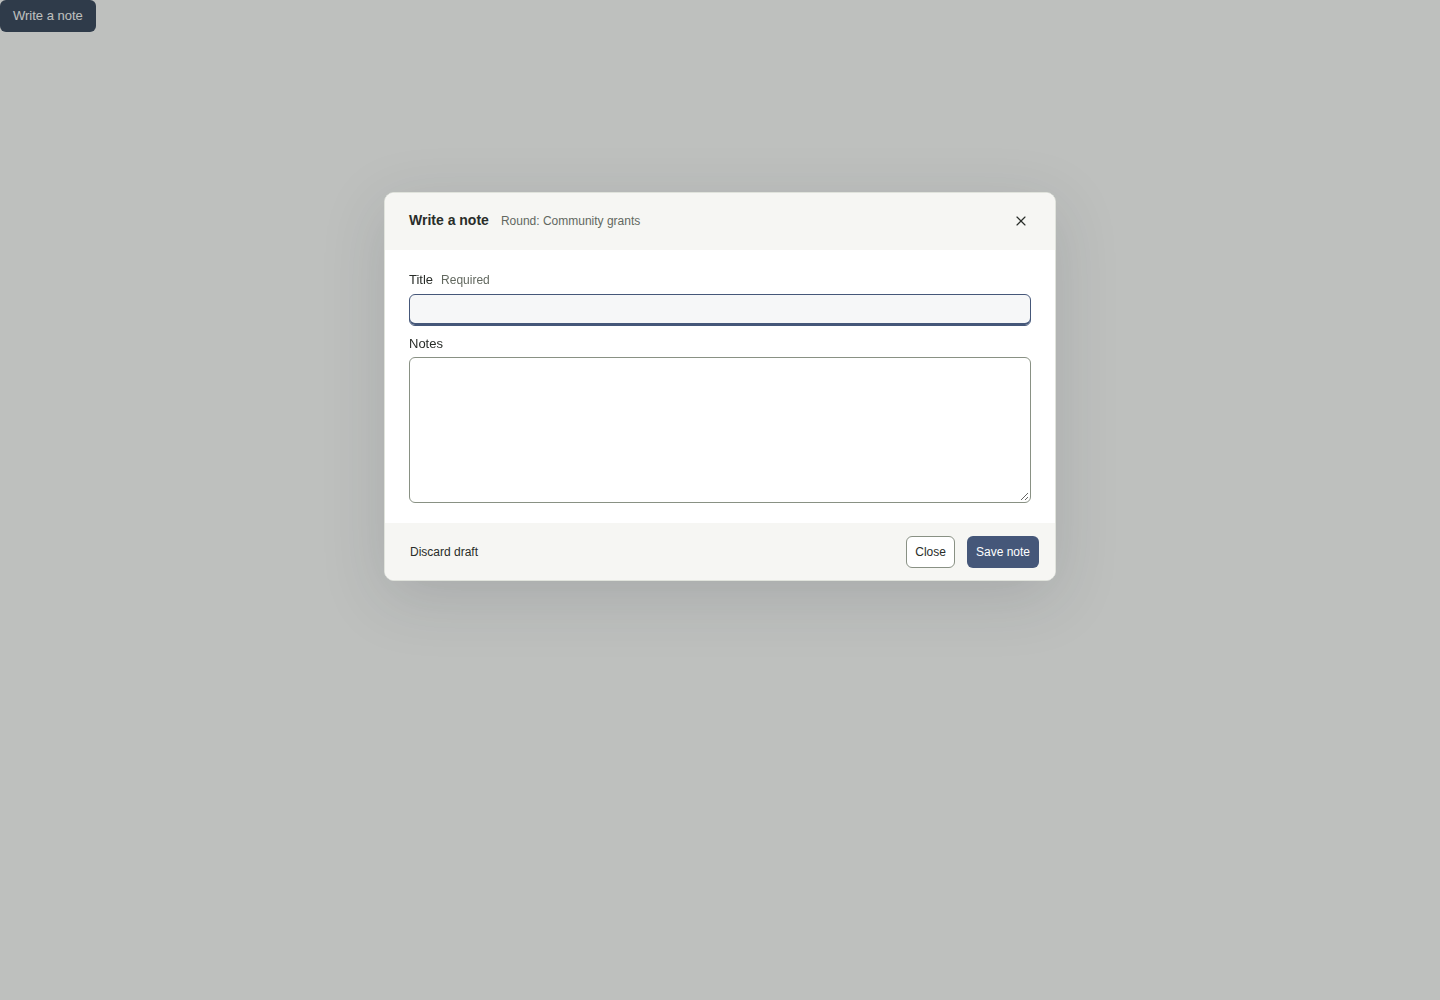 Write a note
Write a note Round: Community grants
Title Required
Notes
Discard draft Close Save note